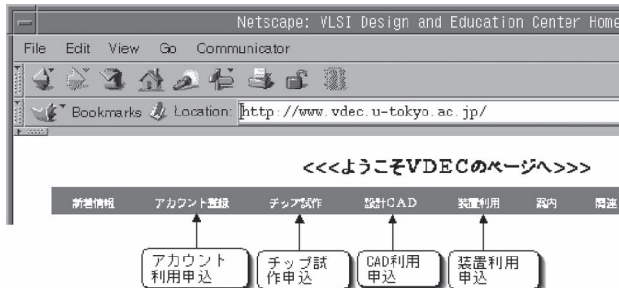 Netscape: VLSI Design and Education Center Home
File Edit View Go Communicator
Bookmarks Location: http://www.vdec.u-tokyo.ac.jp/
<<<ようこそVDECのページへ>>>
新着情報 アカウント登録 チップ試作 設計CAD 装置利用 案内 関連
アカウント利用申込 チップ試作申込 CAD利用申込 装置利用申込